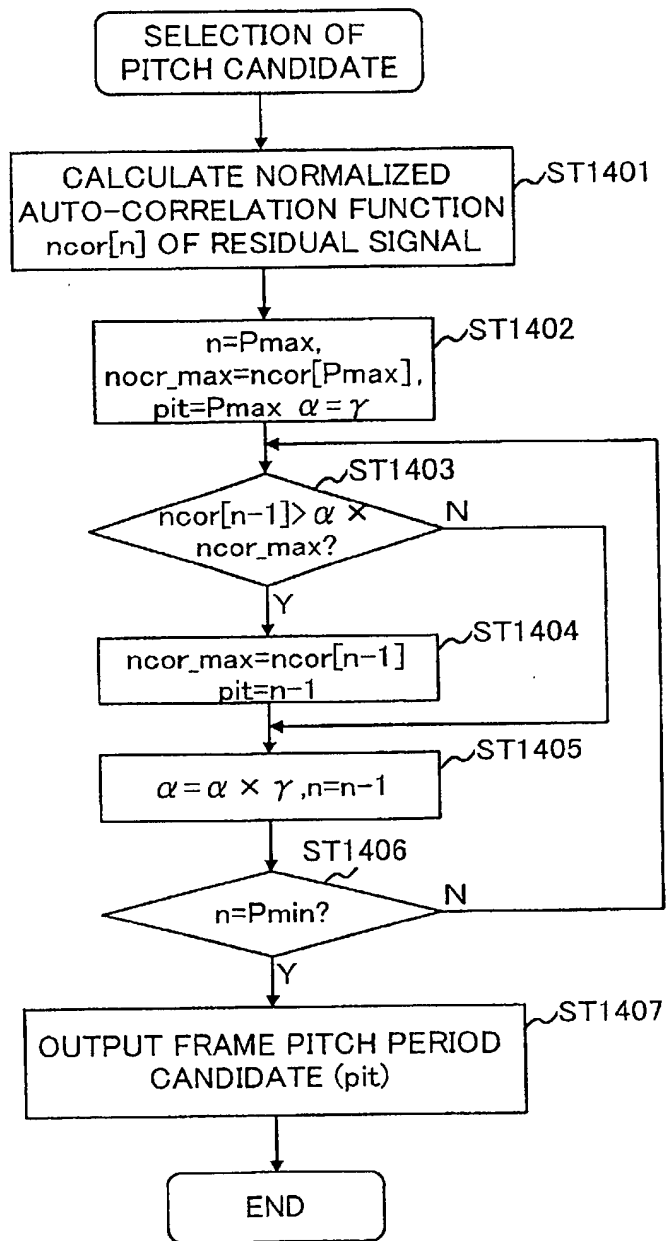 SELECTION OF
PITCH CANDIDATE
CALCULATE NORMALIZED
AUTO-CORRELATION FUNCTION
ncor[n] OF RESIDUAL SIGNAL
ST1401
n=Pmax,
nocr_max=ncor[Pmax],
pit=Pmax α=γ
ST1402
ST1403
ncor[n-1]>α×
ncor_max?
N
Y
ncor_max=ncor[n-1]
pit=n-1
ST1404
ST1405
α=α×γ,n=n-1
ST1406
n=Pmin?
N
Y
ST1407
OUTPUT FRAME PITCH PERIOD
CANDIDATE (pit)
END